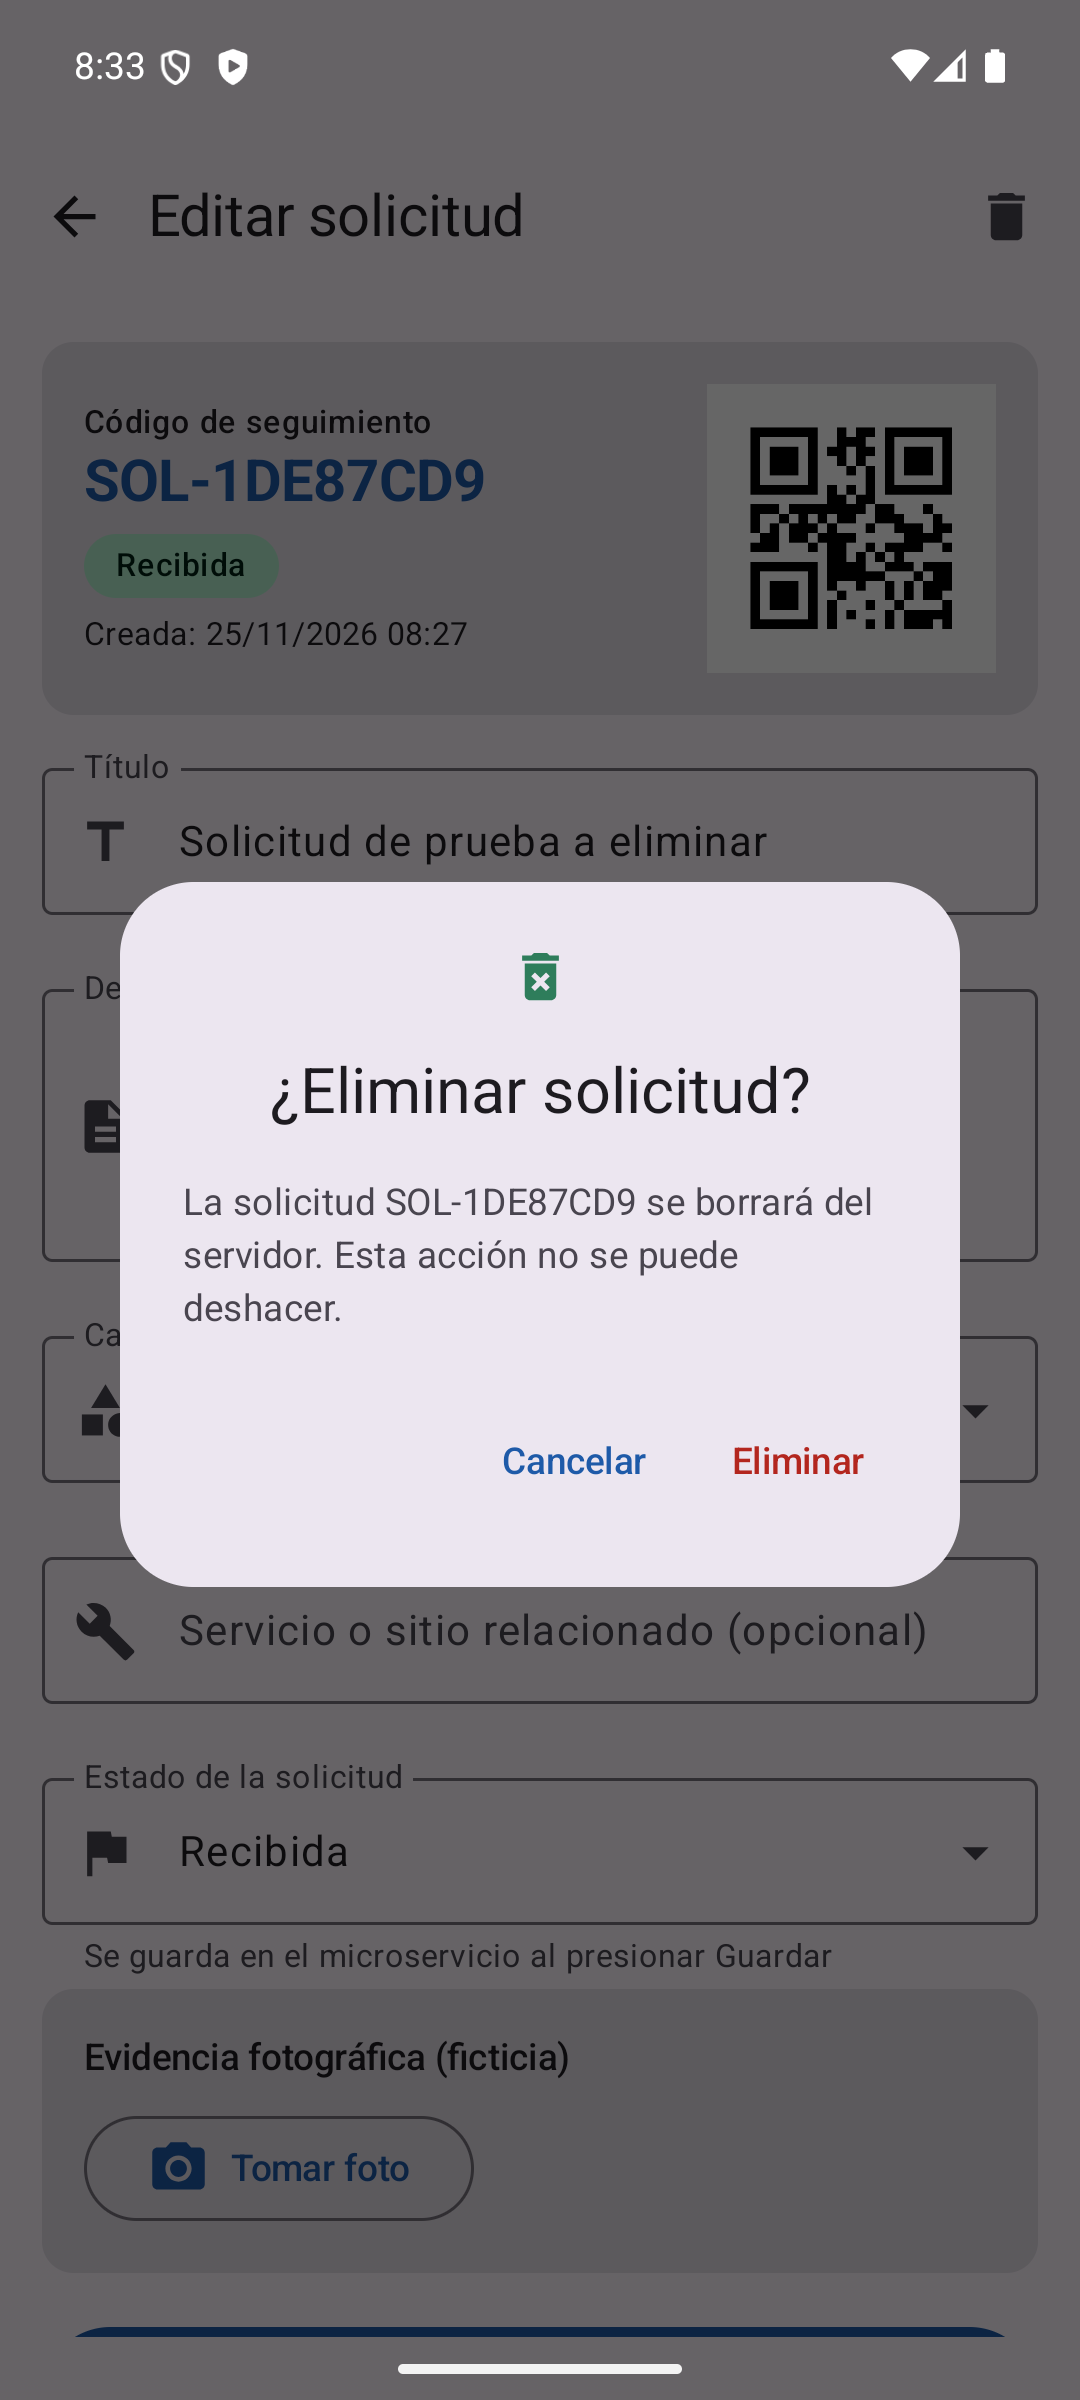 8:33
Editar solicitud
Código de seguimiento
SOL-1DE87CD9
Recibida
Creada: 25/11/2026 08:27
Título
Solicitud de prueba a eliminar
De
¿Eliminar solicitud?
La solicitud SOL-1DE87CD9 se borrará del
servidor. Esta acción no se puede
deshacer.
Ca
Cancelar
Eliminar
Servicio o sitio relacionado (opcional)
Estado de la solicitud
Recibida
Se guarda en el microservicio al presionar Guardar
Evidencia fotográfica (ficticia)
Tomar foto